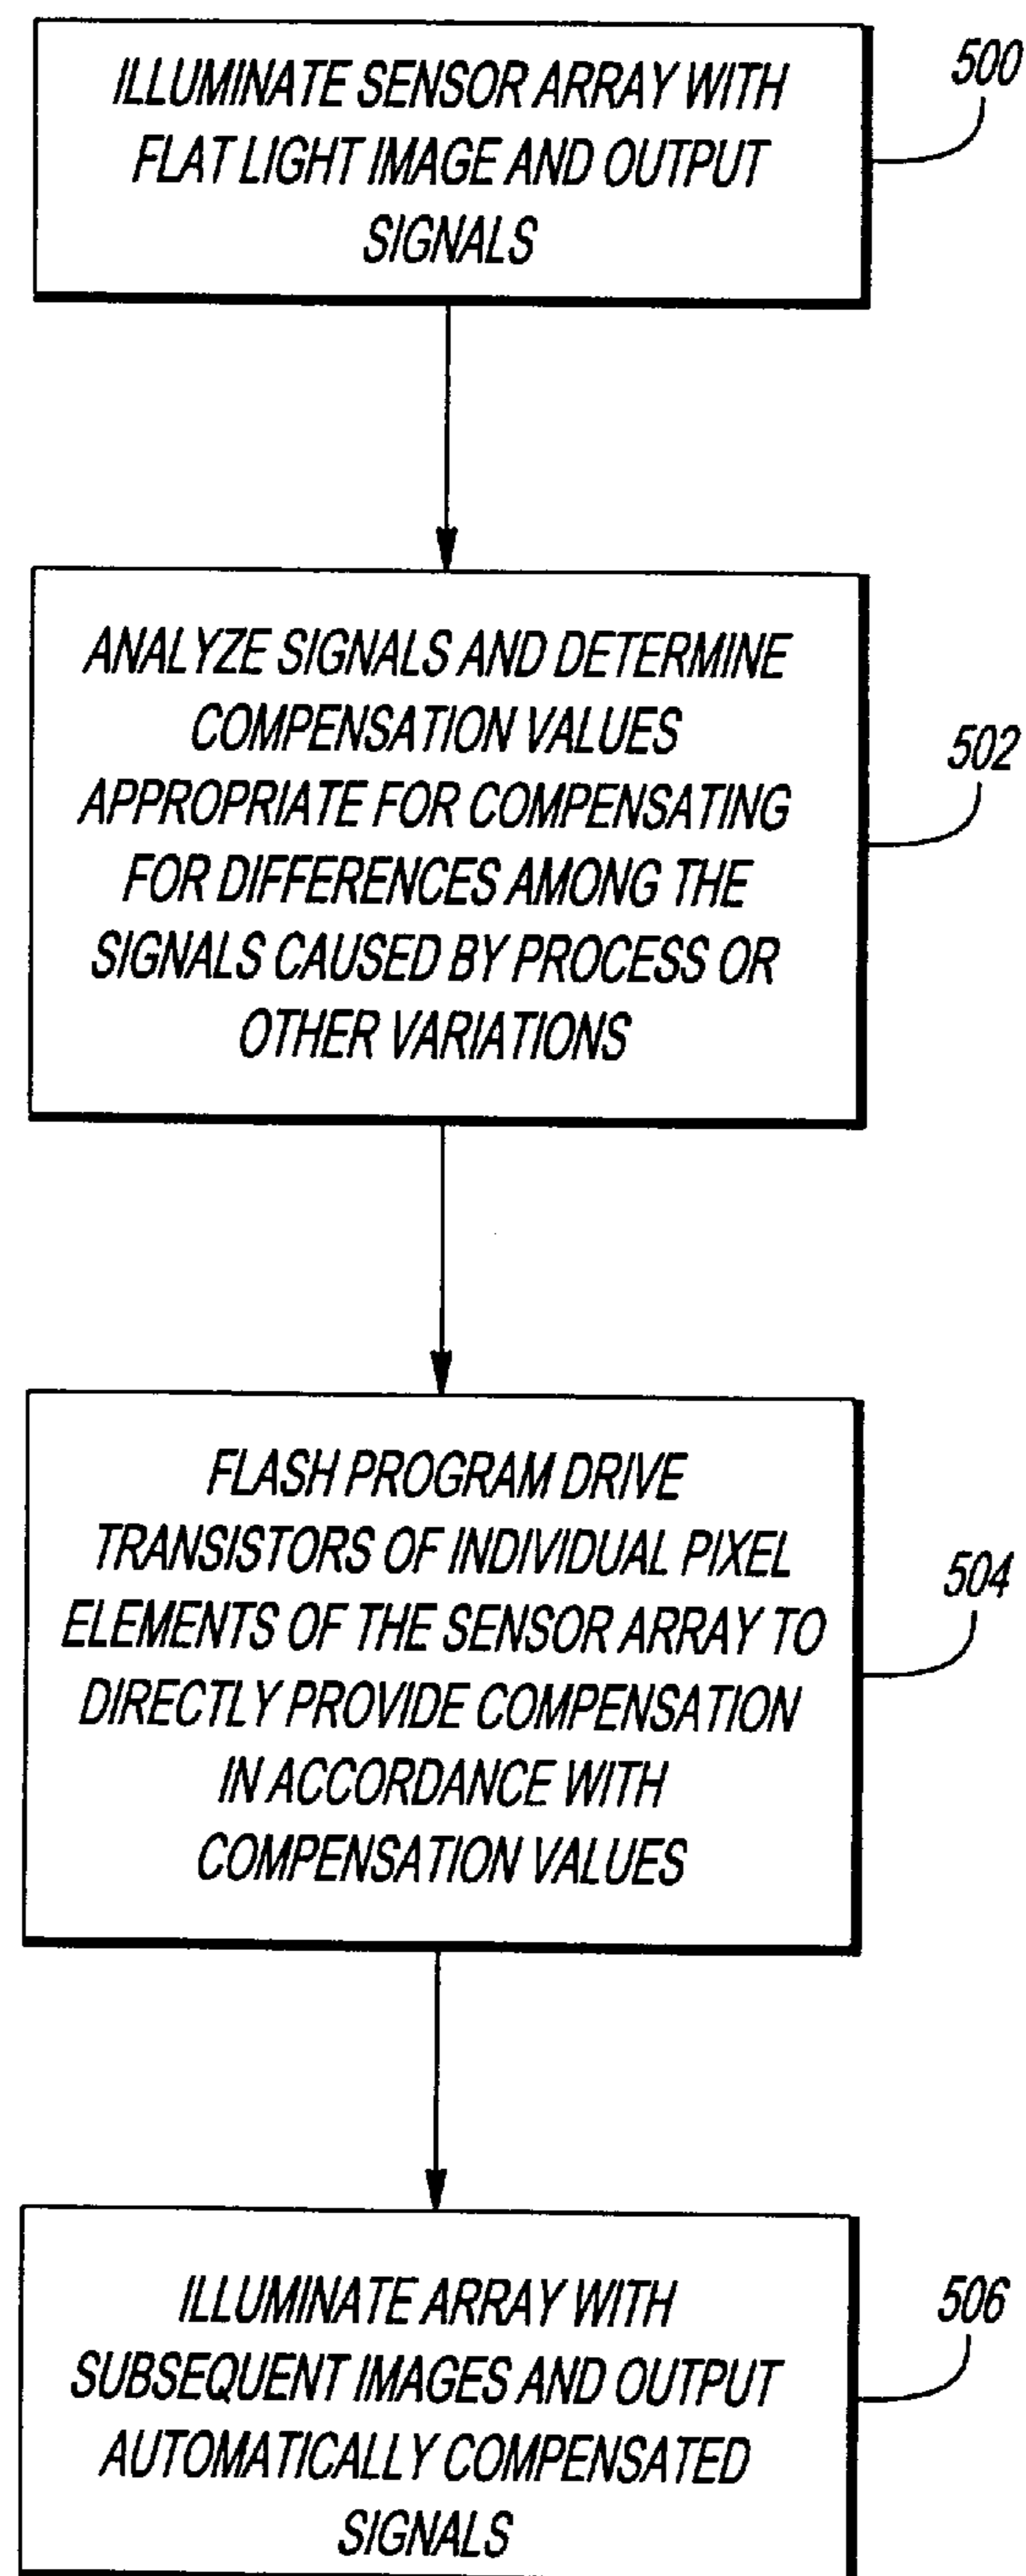 ILLUMINATE SENSOR ARRAY WITH
FLAT LIGHT IMAGE AND OUTPUT
SIGNALS
500
ANALYZE SIGNALS AND DETERMINE
COMPENSATION VALUES
APPROPRIATE FOR COMPENSATING
FOR DIFFERENCES AMONG THE
SIGNALS CAUSED BY PROCESS OR
OTHER VARIATIONS
502
FLASH PROGRAM DRIVE
TRANSISTORS OF INDIVIDUAL PIXEL
ELEMENTS OF THE SENSOR ARRAY TO
DIRECTLY PROVIDE COMPENSATION
IN ACCORDANCE WITH
COMPENSATION VALUES
504
ILLUMINATE ARRAY WITH
SUBSEQUENT IMAGES AND OUTPUT
AUTOMATICALLY COMPENSATED
SIGNALS
506